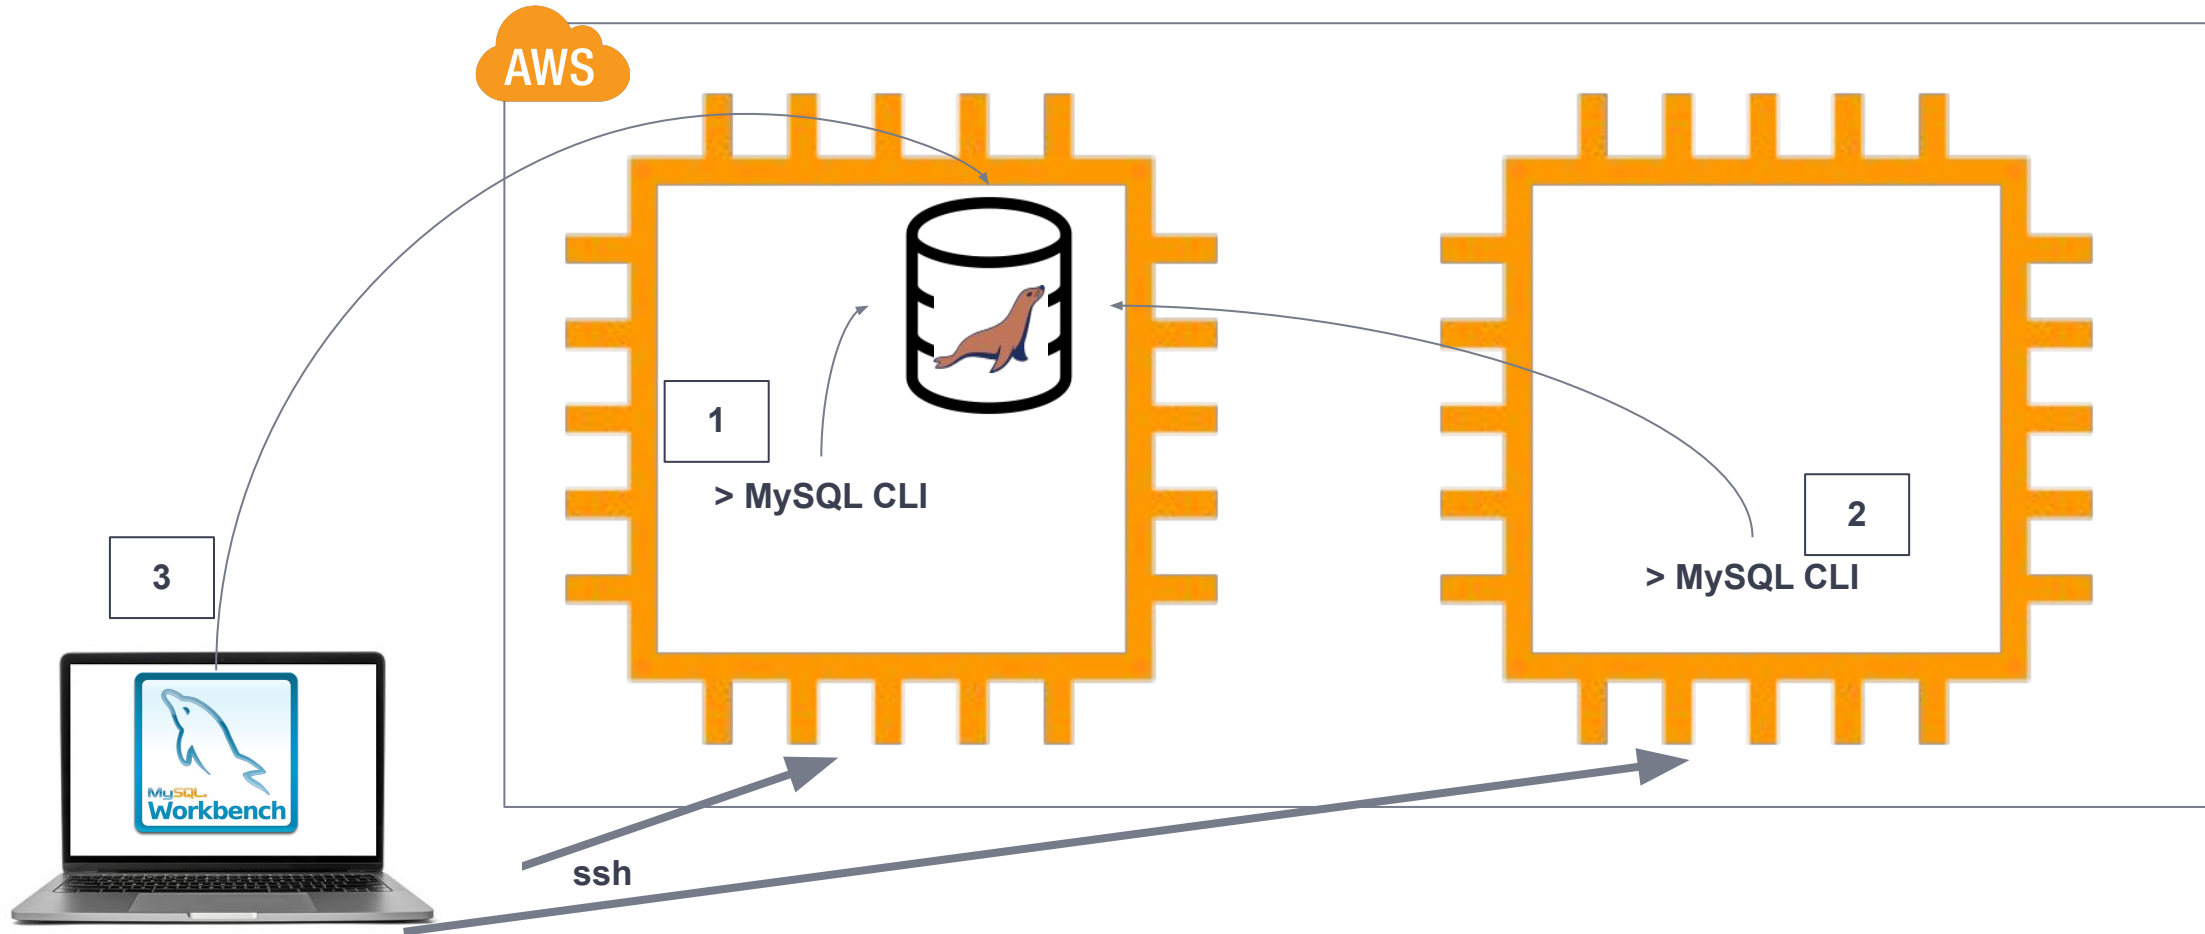 AWS
1
> MySQL CLI
2
> MySQL CLI
3
MySQL
Workbench
ssh